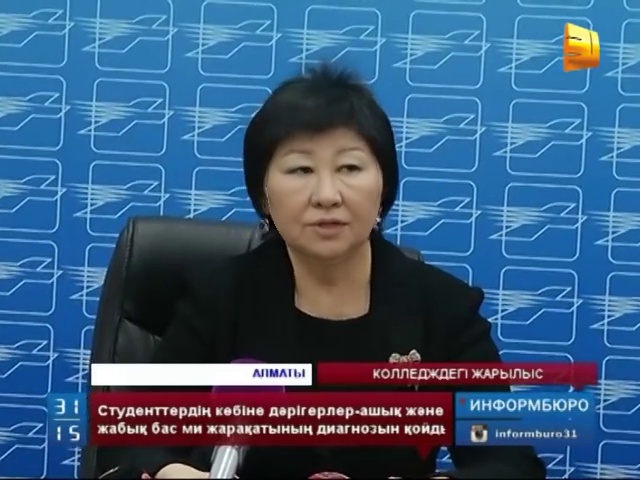 АЛМАТЫ
КОЛЛЕДЖДЕГІ ЖАРЫЛЫС
31
15
Студенттердің көбіне дәрігерлер-ашық және
жабық бас ми жарақатының диагнозын қойды
ИНФОРМБЮРО
informburo31